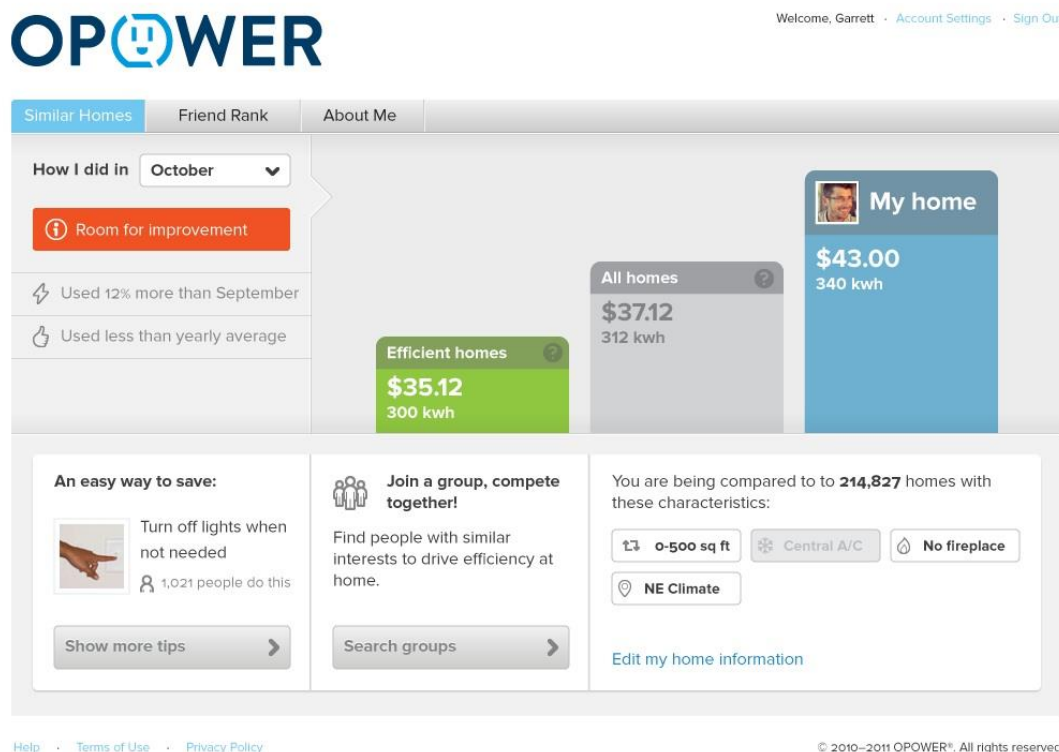 OPOWER
Welcome, Garrett · Account Settings · Sign Ou
Similar Homes
Friend Rank
About Me
How I did in
October
Room for improvement
Used 12% more than September
Used less than yearly average
Efficient homes ?
$35.12
300 kwh
All homes ?
$37.12
312 kwh
My home
$43.00
340 kwh
An easy way to save:
Turn off lights when
not needed
1,021 people do this
Show more tips
Join a group, compete
together!
Find people with similar
interests to drive efficiency at
home.
Search groups
You are being compared to to 214,827 homes with
these characteristics:
0-500 sq ft
Central A/C
No fireplace
NE Climate
Edit my home information
Help · Terms of Use · Privacy Policy
© 2010–2011 OPOWER®. All rights reserved